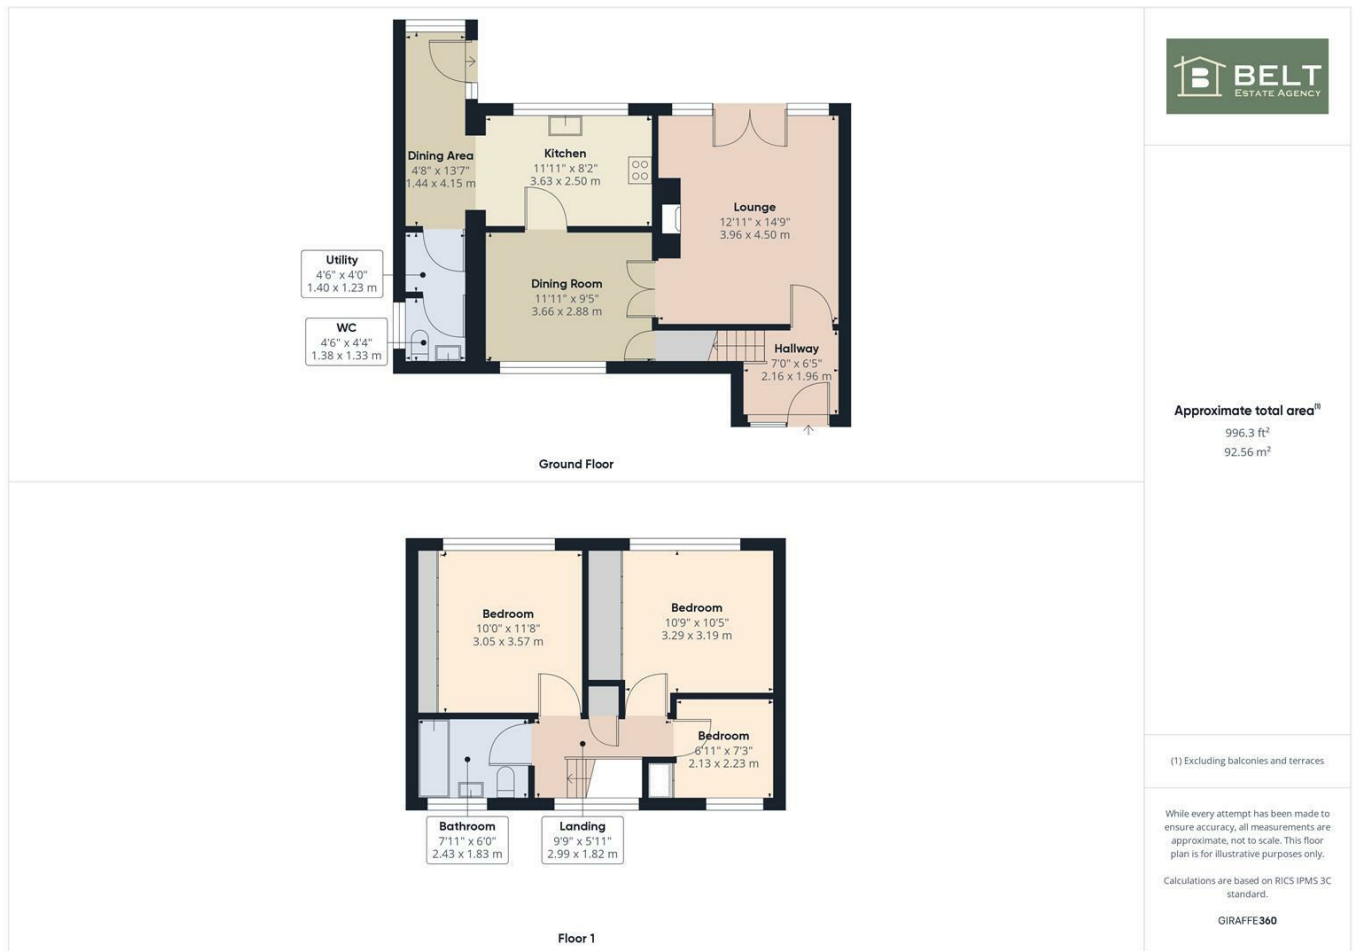 Dining Area
4'8" x 13'7"
1.44 x 4.15 m
Kitchen
11'11" x 8'2"
3.63 x 2.50 m
Lounge
12'11" x 14'9"
3.96 x 4.50 m
Utility
4'6" x 4'0"
1.40 x 1.23 m
Dining Room
11'11" x 9'5"
3.66 x 2.88 m
WC
4'6" x 4'4"
1.38 x 1.33 m
Hallway
7'0" x 6'5"
2.16 x 1.96 m
Ground Floor
Bedroom
10'0" x 11'8"
3.05 x 3.57 m
Bedroom
10'9" x 10'5"
3.29 x 3.19 m
Bedroom
6'11" x 7'3"
2.13 x 2.23 m
Bathroom
7'11" x 6'0"
2.43 x 1.83 m
Landing
9'9" x 5'11"
2.99 x 1.82 m
Floor 1
B BELT
ESTATE AGENCY
Approximate total area(1)
996.3 ft²
92.56 m²
(1) Excluding balconies and terraces
While every attempt has been made to
ensure accuracy, all measurements are
approximate, not to scale. This floor
plan is for illustrative purposes only.
Calculations are based on RICS IPMS 3C
standard.
GIRAFFE360